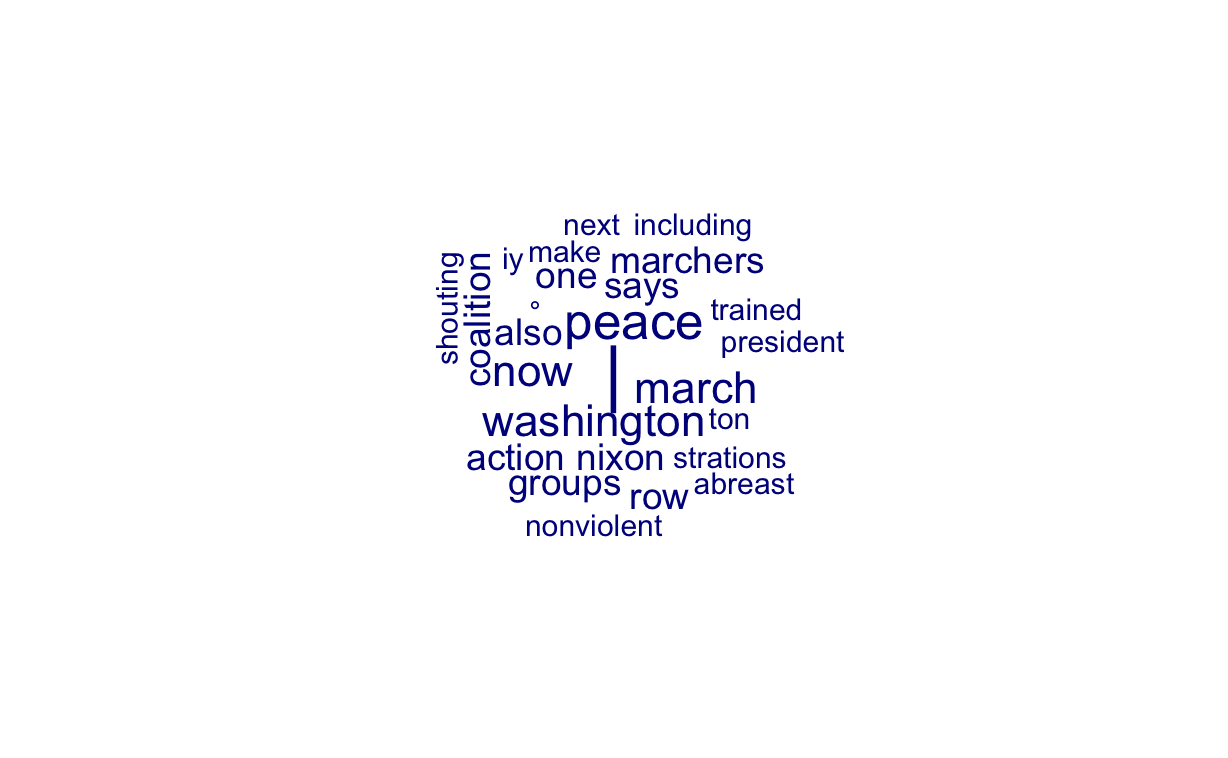 next including
iy make marchers
shouting coalition one says
° trained
also peace president
now | march
washington ton
action nixon strations
groups row abreast
nonviolent